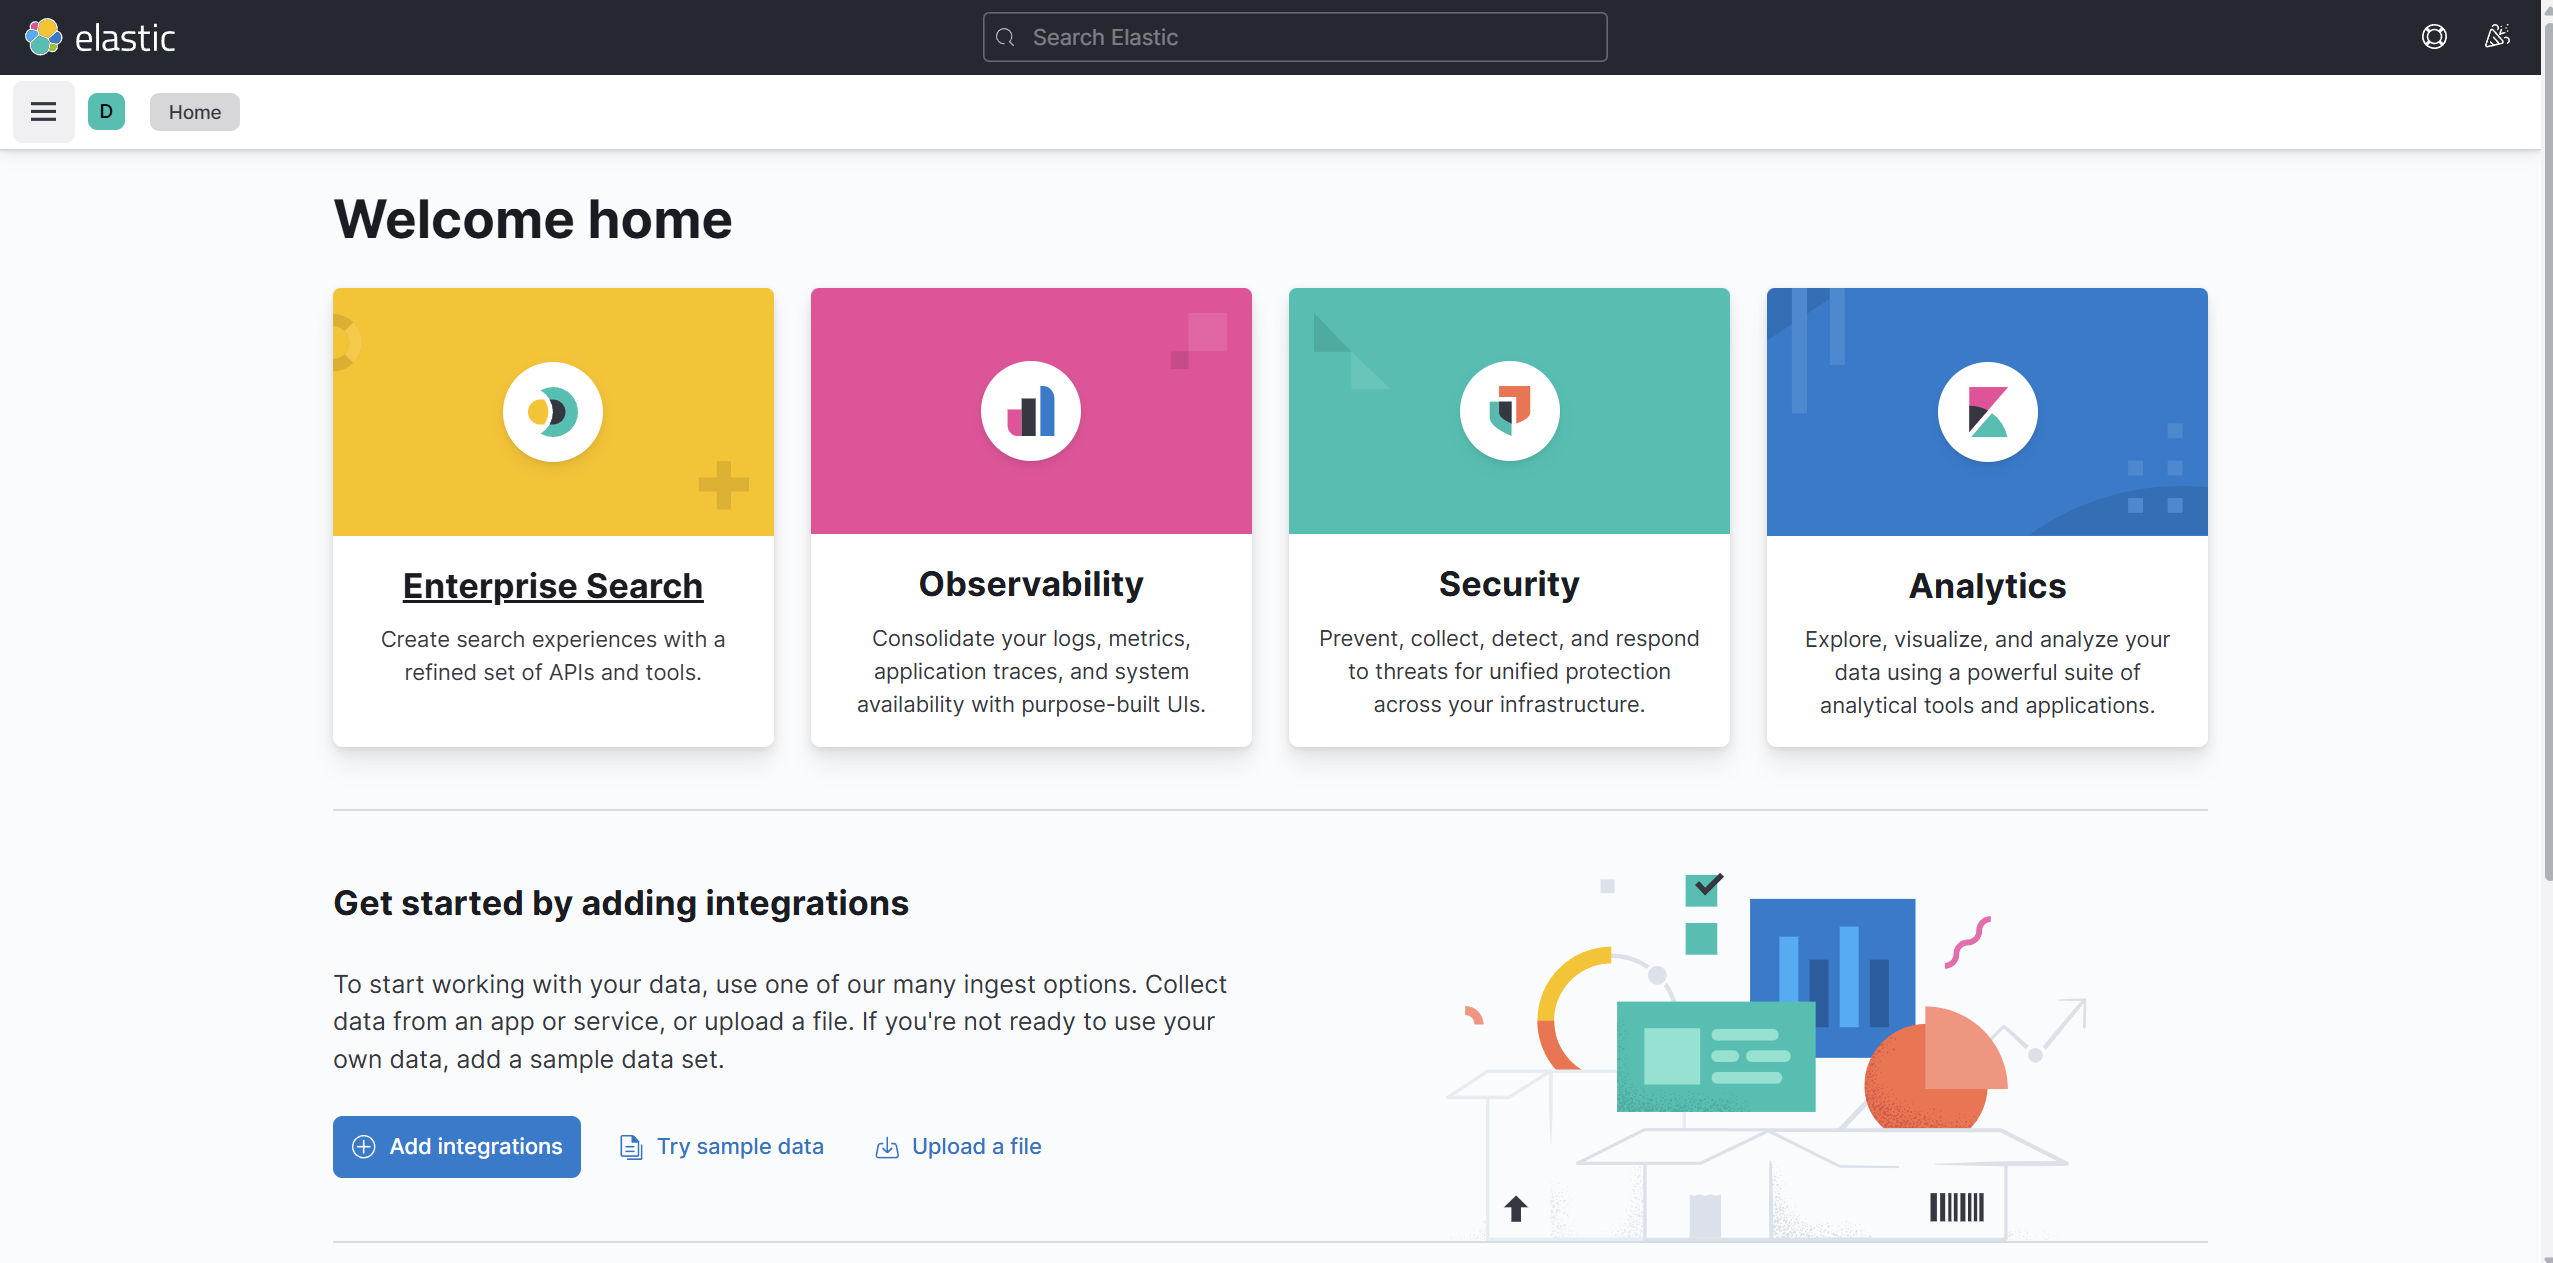 elastic
Search Elastic
D
Home
Welcome home
Enterprise Search
Create search experiences with a
refined set of APIs and tools.
Observability
Consolidate your logs, metrics,
application traces, and system
availability with purpose-built UIs.
Security
Prevent, collect, detect, and respond
to threats for unified protection
across your infrastructure.
Analytics
Explore, visualize, and analyze your
data using a powerful suite of
analytical tools and applications.
Get started by adding integrations
To start working with your data, use one of our many ingest options. Collect
data from an app or service, or upload a file. If you're not ready to use your
own data, add a sample data set.
Add integrations
Try sample data
Upload a file